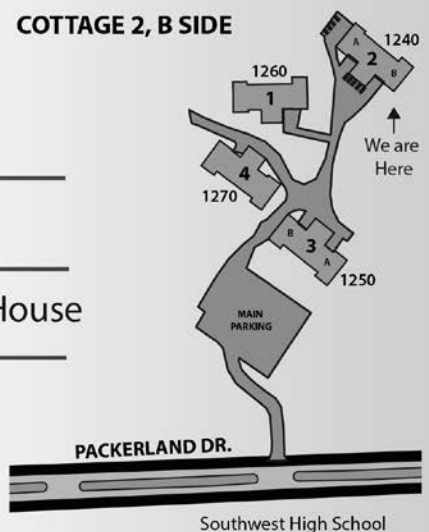 COTTAGE 2, B SIDE
1240
A
2
B
1260
1
We are
Here
4
1270
B
3
A
1250
House
MAIN
PARKING
PACKERLAND DR.
Southwest High School